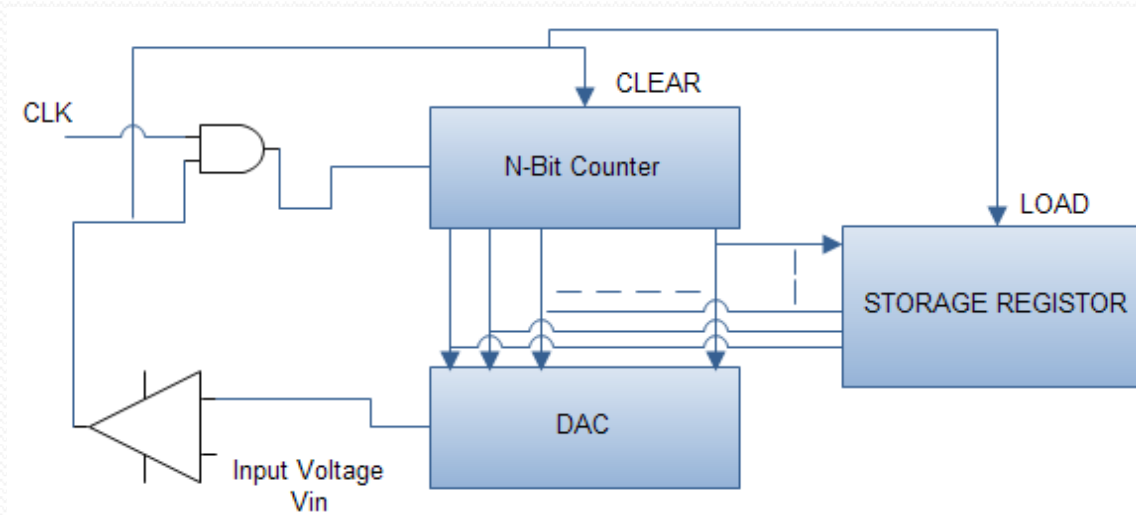 CLEAR
CLK
N-Bit Counter
LOAD
STORAGE REGISTOR
DAC
Input Voltage
Vin